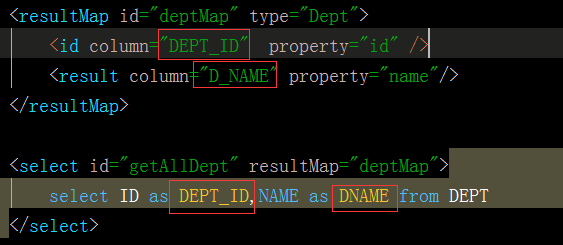 <resultMap id="deptMap" type="Dept">
<id column="DEPT_ID" property="id" />
<result column="D_NAME" property="name"/>
</resultMap>
<select id="getAllDept" resultMap="deptMap">
select ID as DEPT_ID,NAME as DNAME from DEPT
</select>